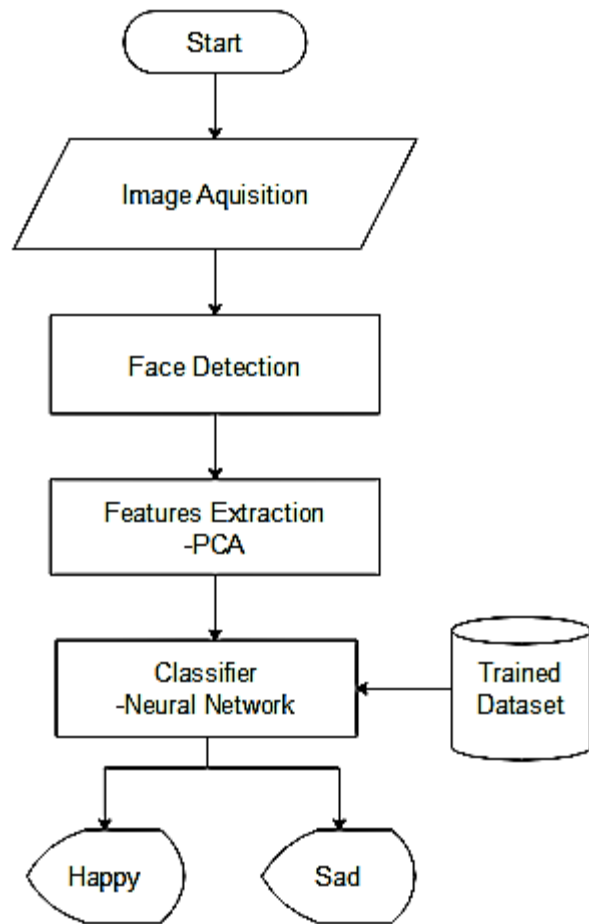 Start
Image Aquisition
Face Detection
Features Extraction
-PCA
Classifier
-Neural Network
Trained
Dataset
Happy
Sad